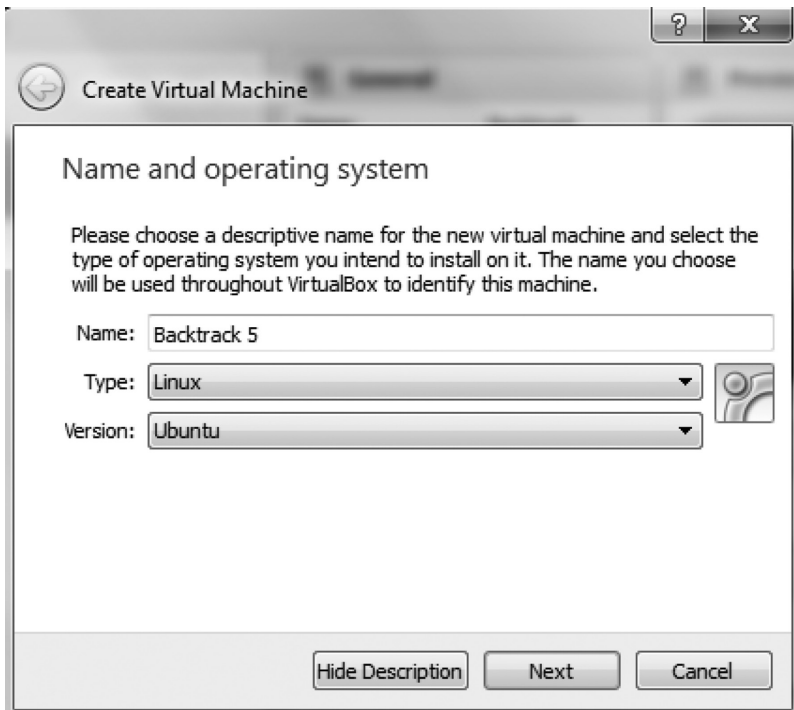 ?
X
Create Virtual Machine
Name and operating system
Please choose a descriptive name for the new virtual machine and select the
type of operating system you intend to install on it. The name you choose
will be used throughout VirtualBox to identify this machine.
Name: Backtrack 5
Type: Linux
Version: Ubuntu
Hide Description Next Cancel